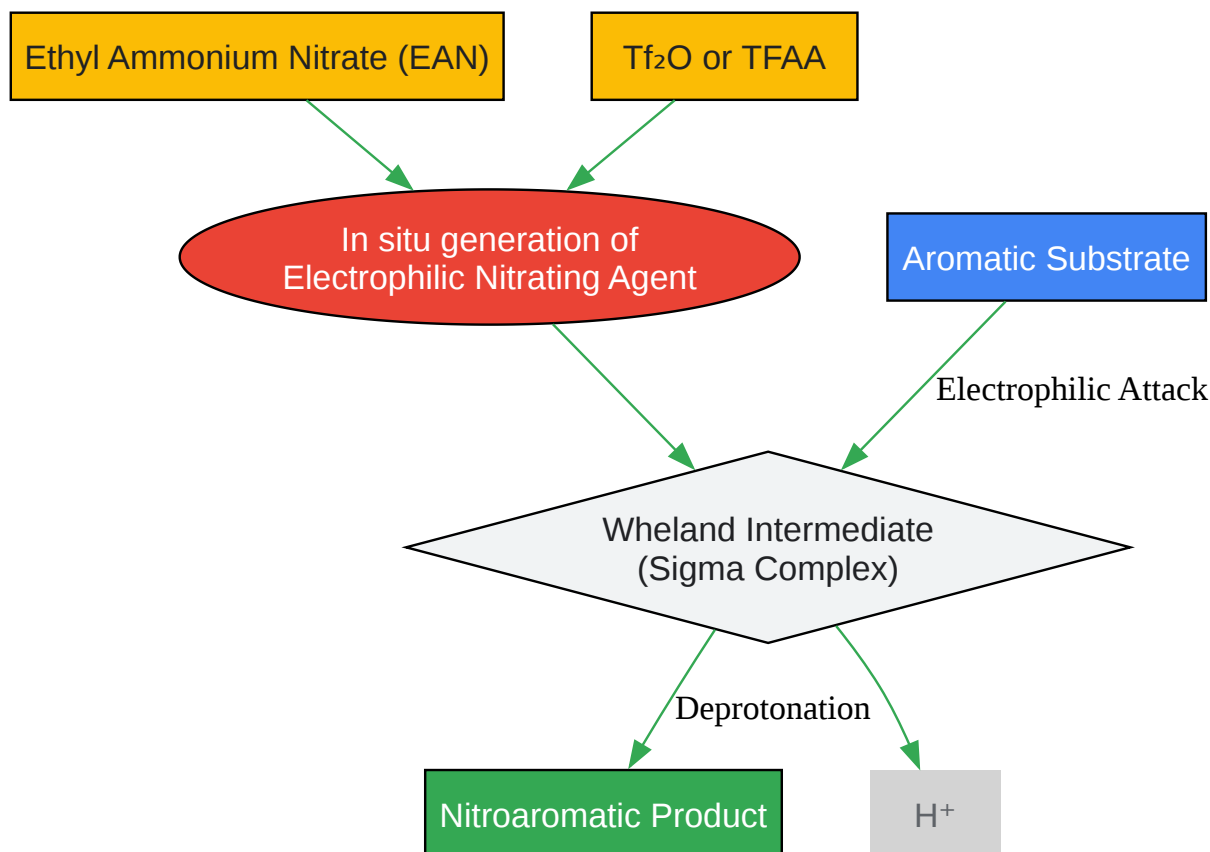 Ethyl Ammonium Nitrate (EAN)
Tf₂O or TFAA
In situ generation of
Electrophilic Nitrating Agent
Aromatic Substrate
Electrophilic Attack
Wheland Intermediate
(Sigma Complex)
Deprotonation
Nitroaromatic Product
H⁺